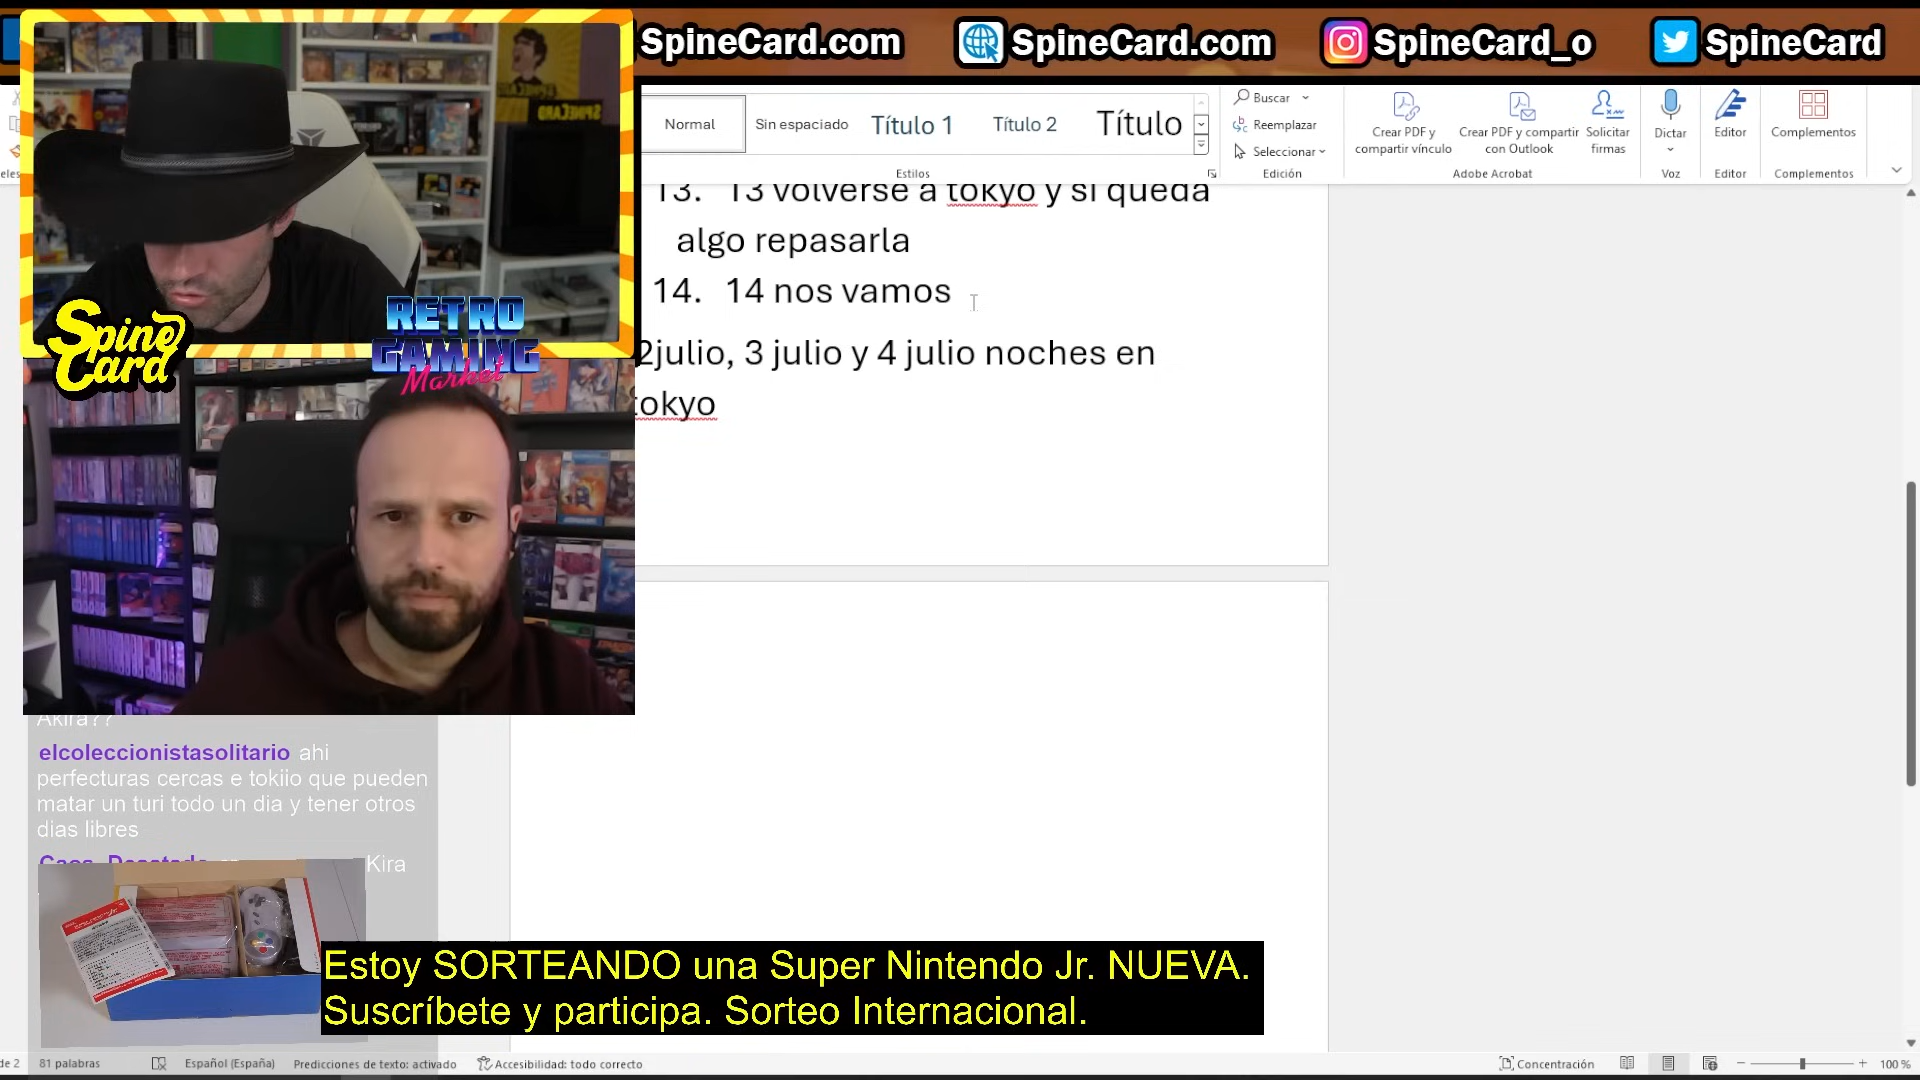 SpineCard.com
SpineCard.com
SpineCard_o
SpineCard
Normal
Sin espaciado
Título 1
Título 2
Título
Estilos
Buscar
Reemplazar
Seleccionar
Edición
Crear PDF y
compartir vínculo
Crear PDF y compartir
con Outlook
Solicitar
firmas
Adobe Acrobat
Dictar
Voz
Editor
Editor
Complementos
Complementos
13. 13 volverse a tokyo y si queda
algo repasarla
14. 14 nos vamos
2julio, 3 julio y 4 julio noches en
tokyo
Spine
Card
RETRO
GAMING
Market
Akira??
elcoleccionistasolitario ahi
perfecturas cercas e tokiio que pueden
matar un turi todo un dia y tener otros
dias libres
Kira
Estoy SORTEANDO una Super Nintendo Jr. NUEVA.
Suscríbete y participa. Sorteo Internacional.
de 2
81 palabras
Español (España)
Predicciones de texto: activado
Accesibilidad: todo correcto
Concentración
100 %